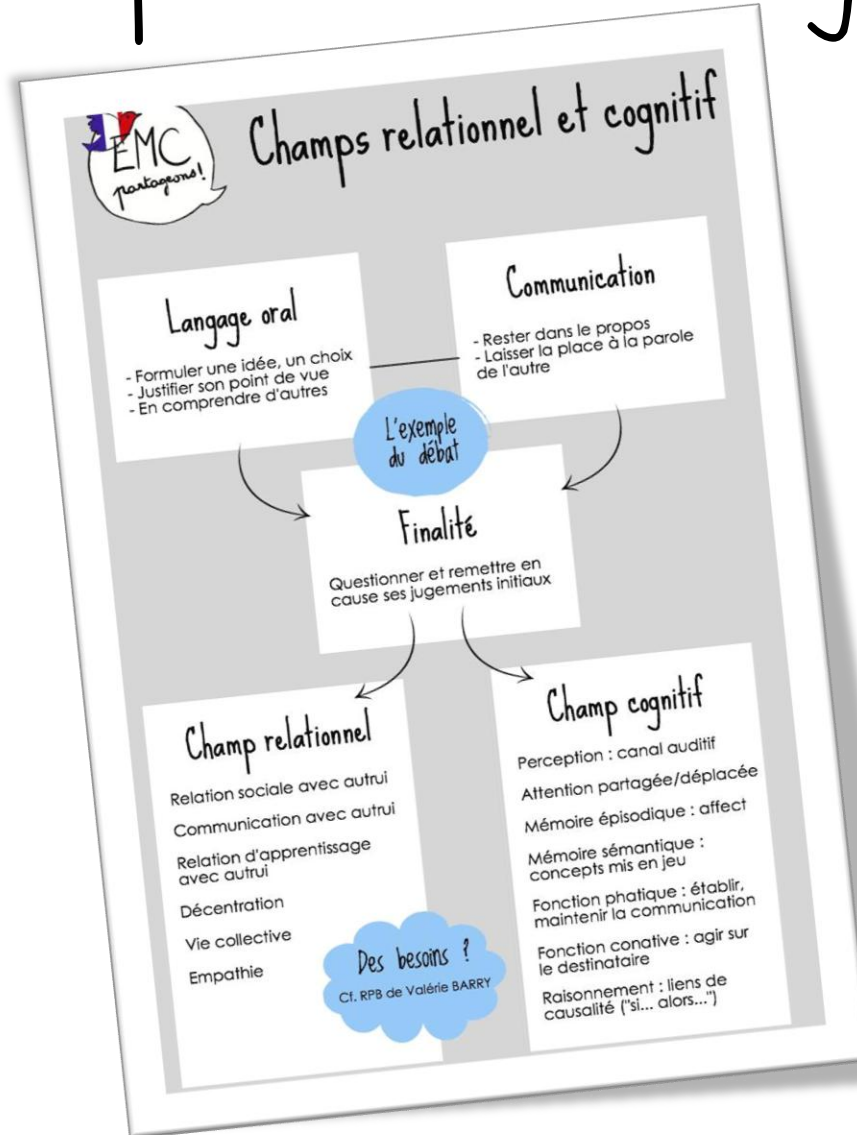 EMC
partageons!
Champs relationnel et cognitif
Langage oral
- Formuler une idée, un choix
- Justifier son point de vue
- En comprendre d'autres
Communication
- Rester dans le propos
- Laisser la place à la parole
de l'autre
L'exemple
du débat
Finalité
Questionner et remettre en
cause ses jugements initiaux
Champ relationnel
Relation sociale avec autrui
Communication avec autrui
Relation d'apprentissage
avec autrui
Décentration
Vie collective
Empathie
Champ cognitif
Perception : canal auditif
Attention partagée/déplacée
Mémoire épisodique : affect
Mémoire sémantique :
concepts mis en jeu
Fonction phatique : établir,
maintenir la communication
Fonction conative : agir sur
le destinataire
Raisonnement : liens de
causalité ("si... alors...")
Des besoins ?
Cf. RPB de Valérie BARRY